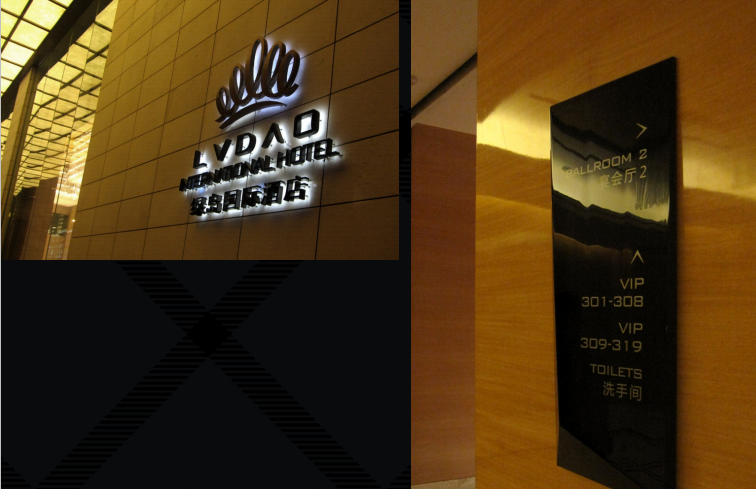 LVDAO
INTERNATIONAL HOTEL
绿岛国际酒店
BALLROOM 2
宴会厅2
VIP
301-308
VIP
309-319
TOILETS
洗手间